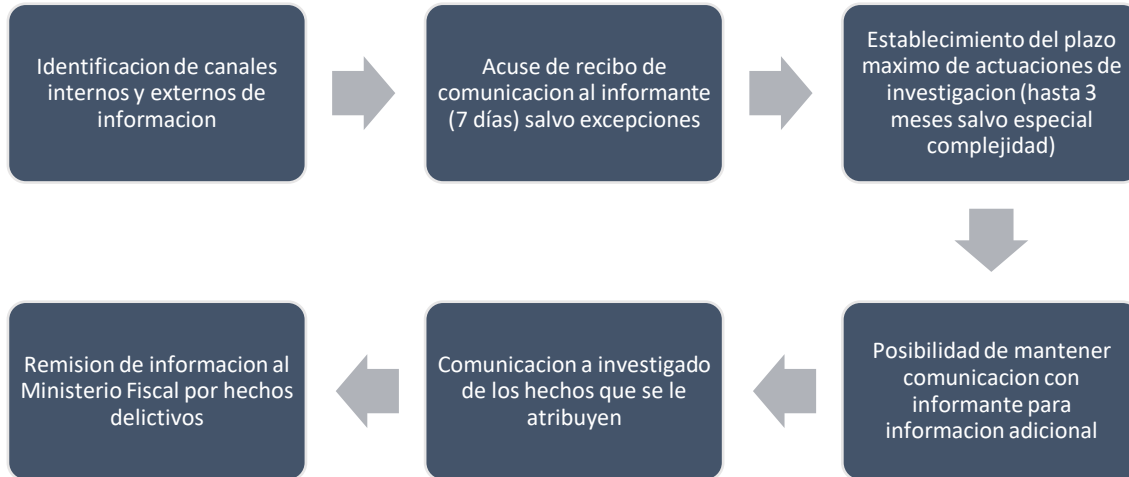 Identificacion de canales
internos y externos de
informacion
Acuse de recibo de
comunicacion al informante
(7 días) salvo excepciones
Establecimiento del plazo
maximo de actuaciones de
investigacion (hasta 3
meses salvo especial
complejidad)
Posibilidad de mantener
comunicacion con
informante para
informacion adicional
Comunicacion a investigado
de los hechos que se le
atribuyen
Remision de informacion al
Ministerio Fiscal por hechos
delictivos